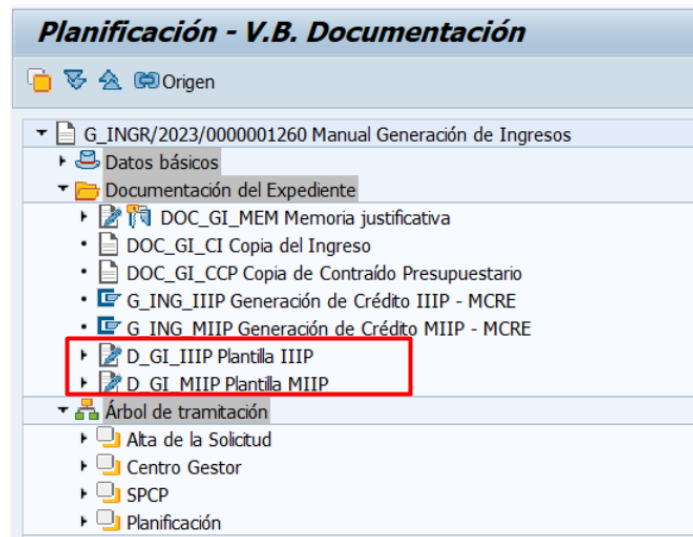 Planificación - V.B. Documentación
Origen
G_INGR/2023/0000001260 Manual Generación de Ingresos
Datos básicos
Documentación del Expediente
DOC_GI_MEM Memoria justificativa
DOC_GI_CI Copia del Ingreso
DOC_GI_CCP Copia de Contraído Presupuestario
G_ING_IIIP Generación de Crédito IIIP - MCRE
G_ING_MIIP Generación de Crédito MIIP - MCRE
D_GI_IIIP Plantilla IIIP
D_GI_MIIP Plantilla MIIP
Árbol de tramitación
Alta de la Solicitud
Centro Gestor
SPCP
Planificación